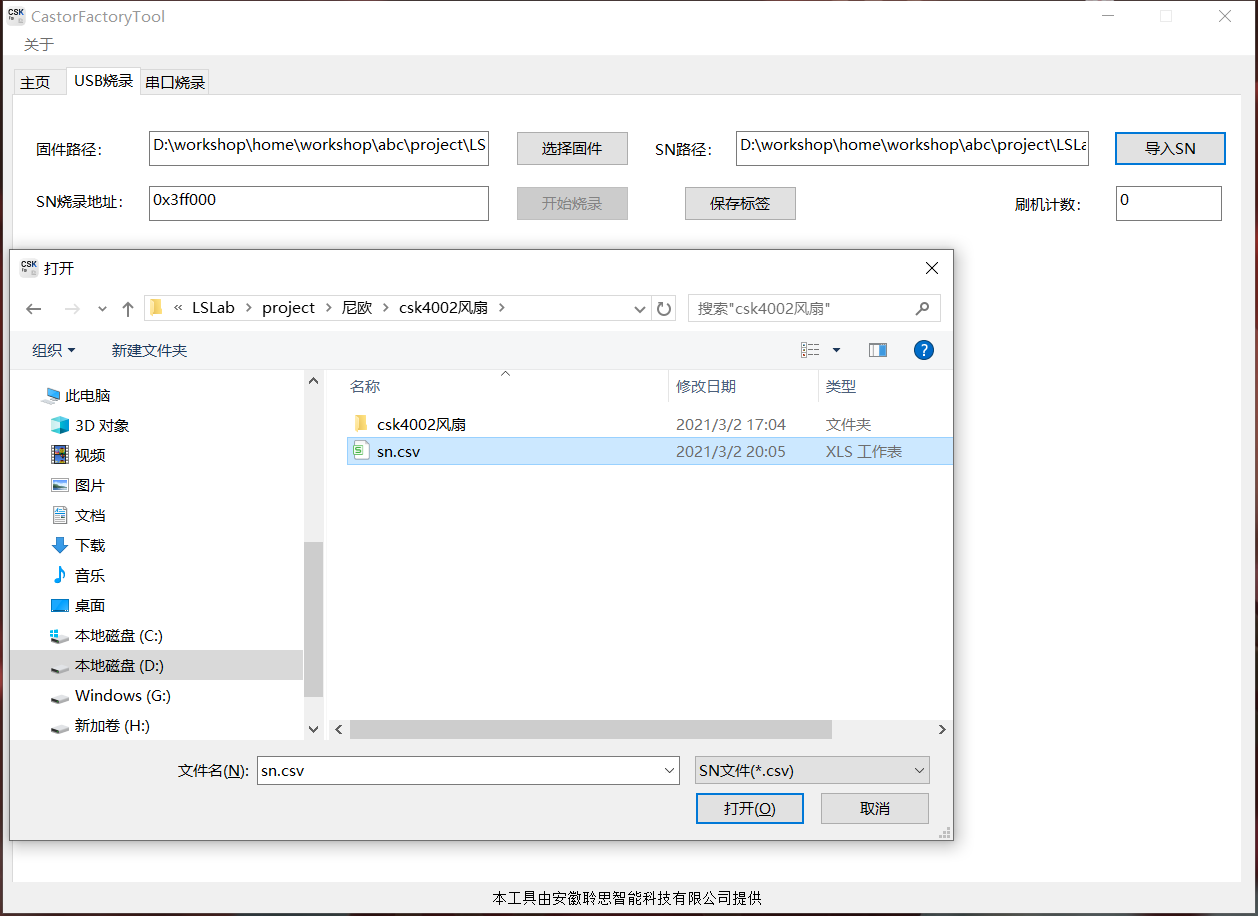 CSK CastorFactoryTool
关于
主页 USB烧录 串口烧录
固件路径： D:\workshop\home\workshop\abc\project\LS 选择固件 SN路径： D:\workshop\home\workshop\abc\project\LSLa 导入SN
SN烧录地址： 0x3ff000 开始烧录 保存标签 刷机计数： 0
CSK 打开
« LSLab > project > 尼欧 > csk4002风扇 > 搜索"csk4002风扇"
组织 新建文件夹 ?
名称 修改日期 类型
此电脑
3D 对象
视频
图片
文档
下载
音乐
桌面
本地磁盘 (C:)
本地磁盘 (D:)
Windows (G:)
新加卷 (H:)
csk4002风扇 2021/3/2 17:04 文件夹
sn.csv 2021/3/2 20:05 XLS 工作表
文件名(N): sn.csv SN文件(*.csv)
打开(O) 取消
本工具由安徽聆思智能科技有限公司提供